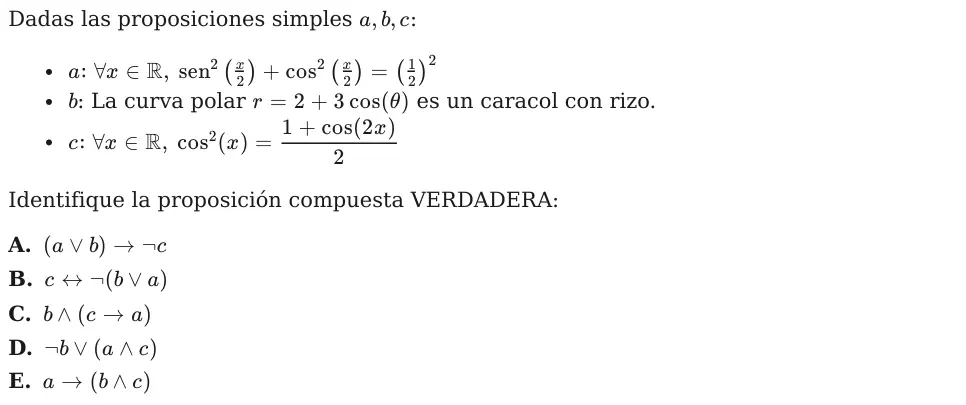 Dadas las proposiciones simples a, b, c:
• a: ∀x ∈ ℝ, sen² (x/2) + cos² (x/2) = (1/2)²
• b: La curva polar r = 2 + 3 cos(θ) es un caracol con rizo.
• c: ∀x ∈ ℝ, cos²(x) = (1 + cos(2x))/2
Identifique la proposición compuesta VERDADERA:
A. (a ∨ b) → ¬c
B. c ↔ ¬(b ∨ a)
C. b ∧ (c → a)
D. ¬b ∨ (a ∧ c)
E. a → (b ∧ c)